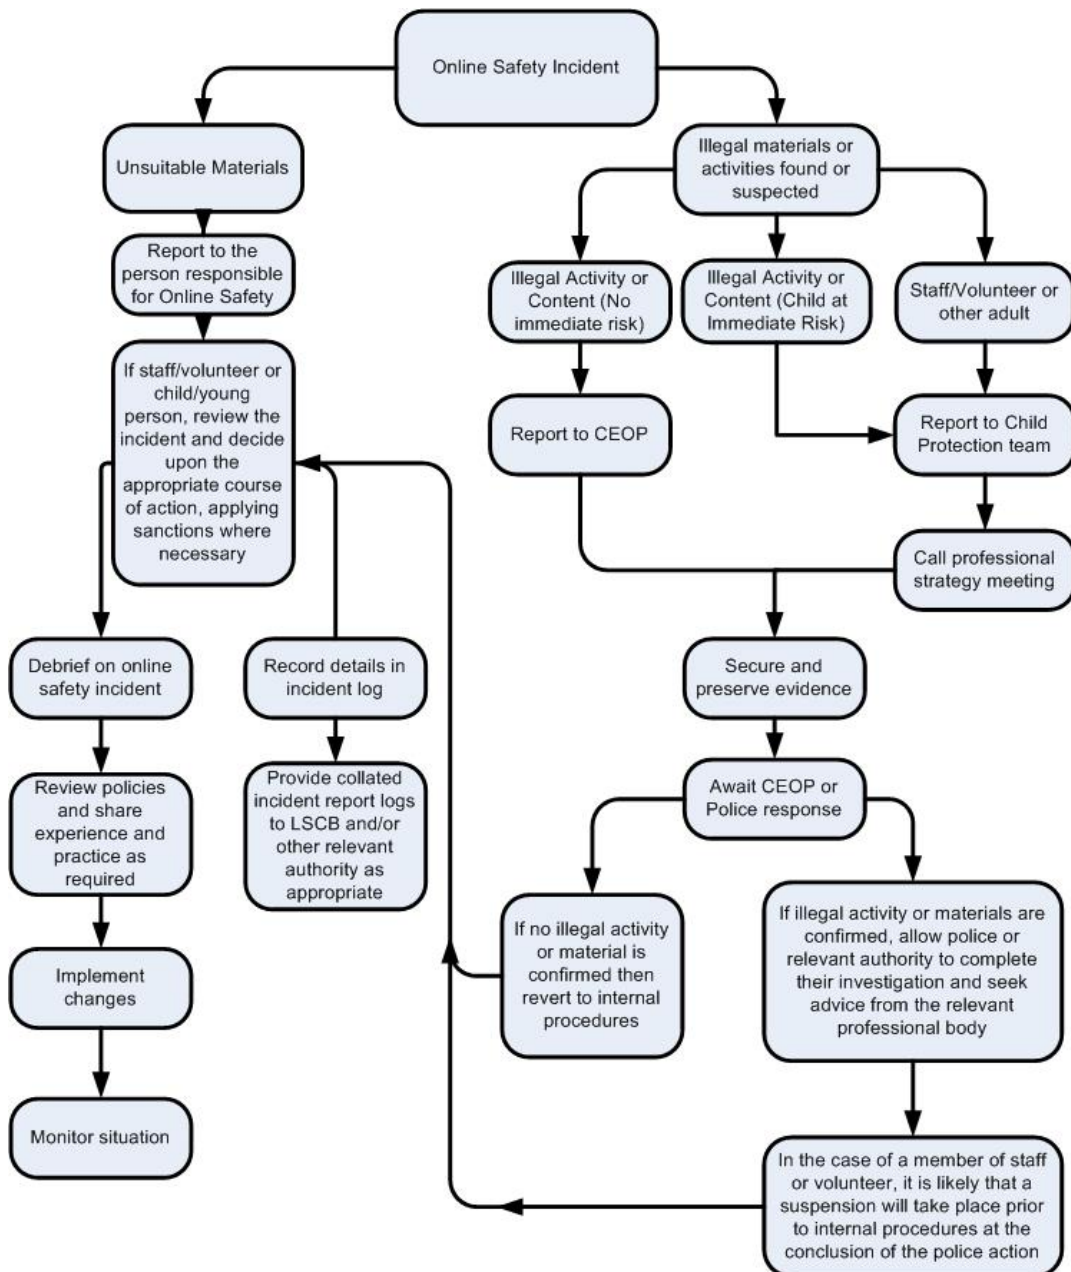 Online Safety Incident
Unsuitable Materials
Illegal materials or
activities found or
suspected
Report to the
person responsible
for Online Safety
Illegal Activity or
Content (No
immediate risk)
Illegal Activity or
Content (Child at
Immediate Risk)
Staff/Volunteer or
other adult
If staff/volunteer or
child/young
person, review the
incident and decide
upon the
appropriate course
of action, applying
sanctions where
necessary
Report to CEOP
Report to Child
Protection team
Call professional
strategy meeting
Debrief on online
safety incident
Record details in
incident log
Secure and
preserve evidence
Review policies
and share
experience and
practice as
required
Provide collated
incident report logs
to LSCB and/or
other relevant
authority as
appropriate
Await CEOP or
Police response
If no illegal activity
or material is
confirmed then
revert to internal
procedures
If illegal activity or materials are
confirmed, allow police or
relevant authority to complete
their investigation and seek
advice from the relevant
professional body
Implement
changes
Monitor situation
In the case of a member of staff
or volunteer, it is likely that a
suspension will take place prior
to internal procedures at the
conclusion of the police action